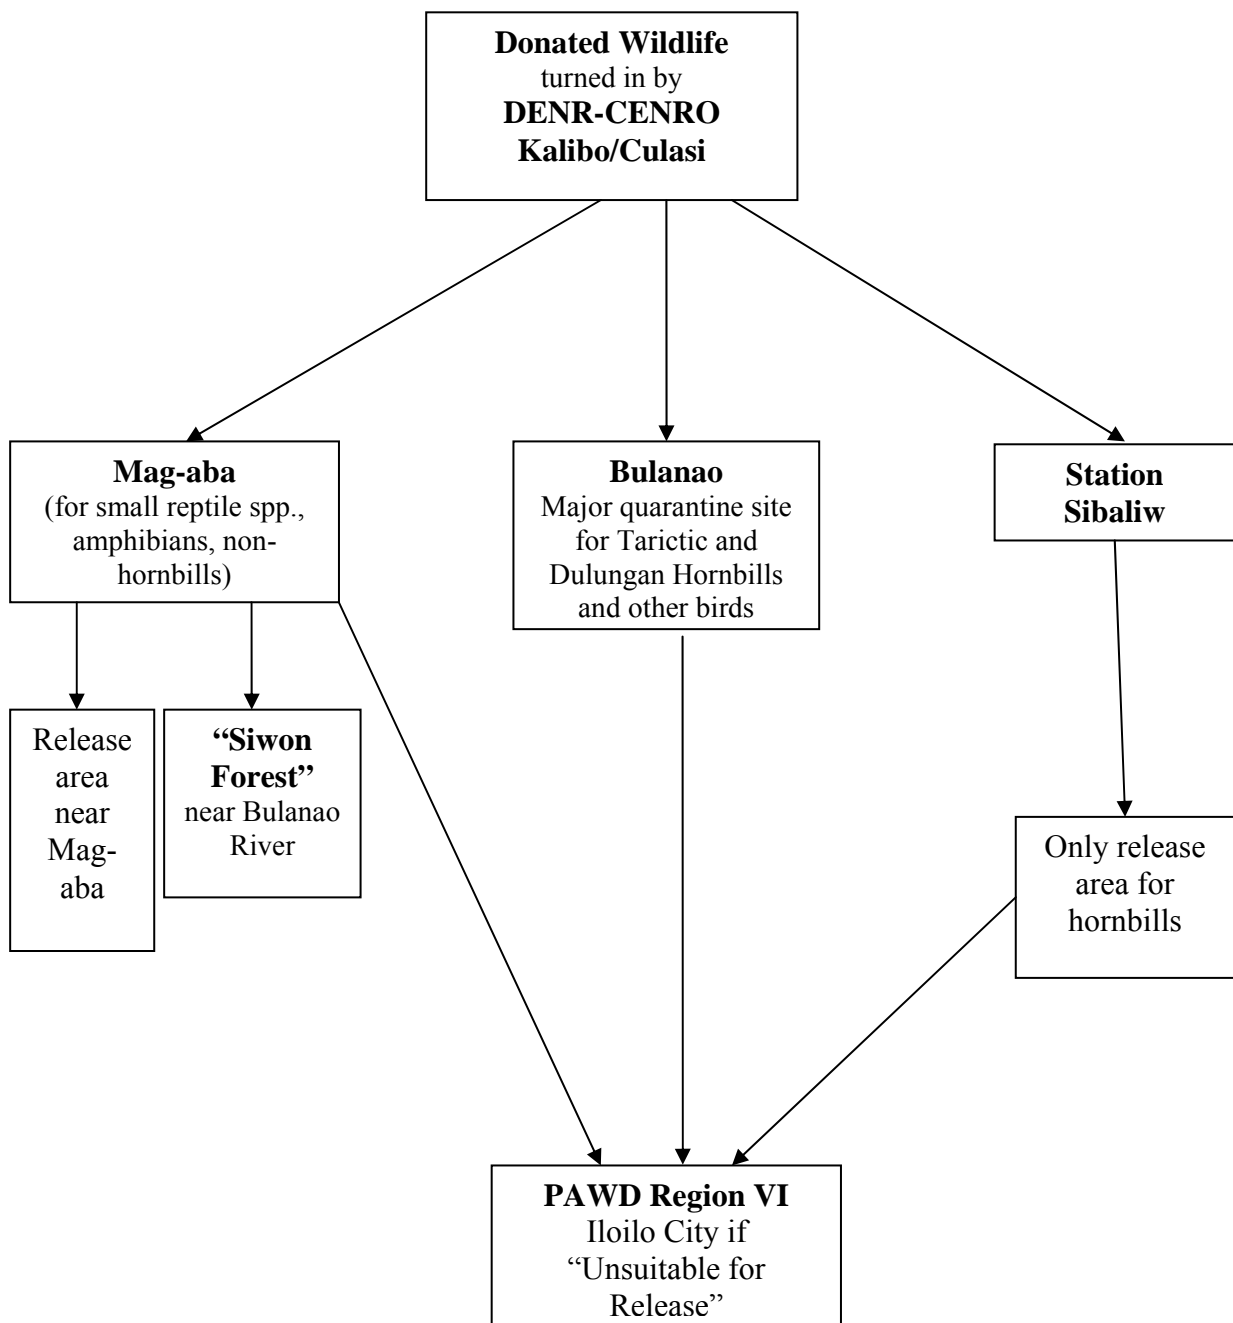 Donated Wildlife
turned in by
DENR-CENRO
Kalibo/Culasi
Mag-aba
(for small reptile spp.,
amphibians, non-
hornbills)
Bulanao
Major quarantine site
for Tarictic and
Dulungan Hornbills
and other birds
Station
Sibaliw
Release
area
near
Mag-
aba
“Siwon
Forest”
near Bulanao
River
Only release
area for
hornbills
PAWD Region VI
Iloilo City if
“Unsuitable for
Release”